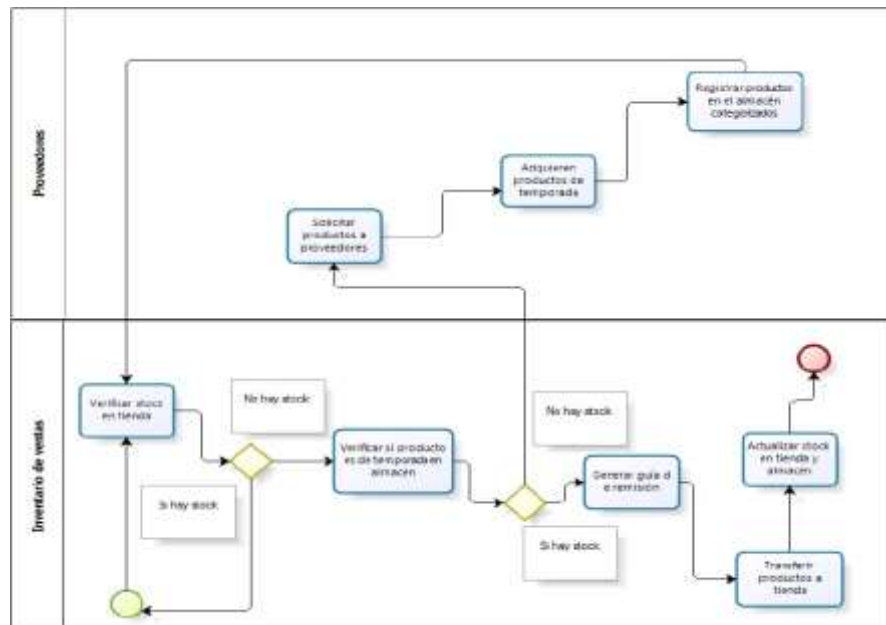 Proveedores
Registrar productos
en el almacén
categorizados
Adquieren
productos de
temporada
Solicitar
productos a
proveedores
Inventario de ventas
Verificar stock
en tienda
No hay stock
Si hay stock
Verificar si producto
es de temporada en
almacén
No hay stock
Si hay stock
Generar guía d
e remisión
Actualizar stock
en tienda y
almacén
Transferir
productos a
tienda